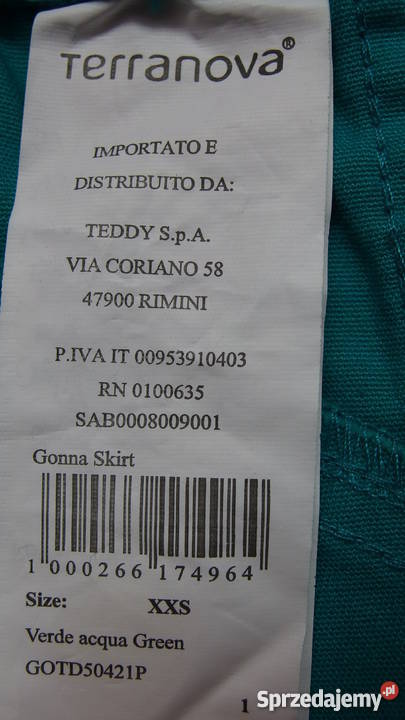 Terranova®
IMPORTATO E
DISTRIBUITO DA:
TEDDY S.p.A.
VIA CORIANO 58
47900 RIMINI
P.IVA IT 00953910403
RN 0100635
SAB0008009001
Gonna Skirt
1 000266 174964
Size: XXS
Verde acqua Green
GOTD50421P
1
Sprzedajemy.pl